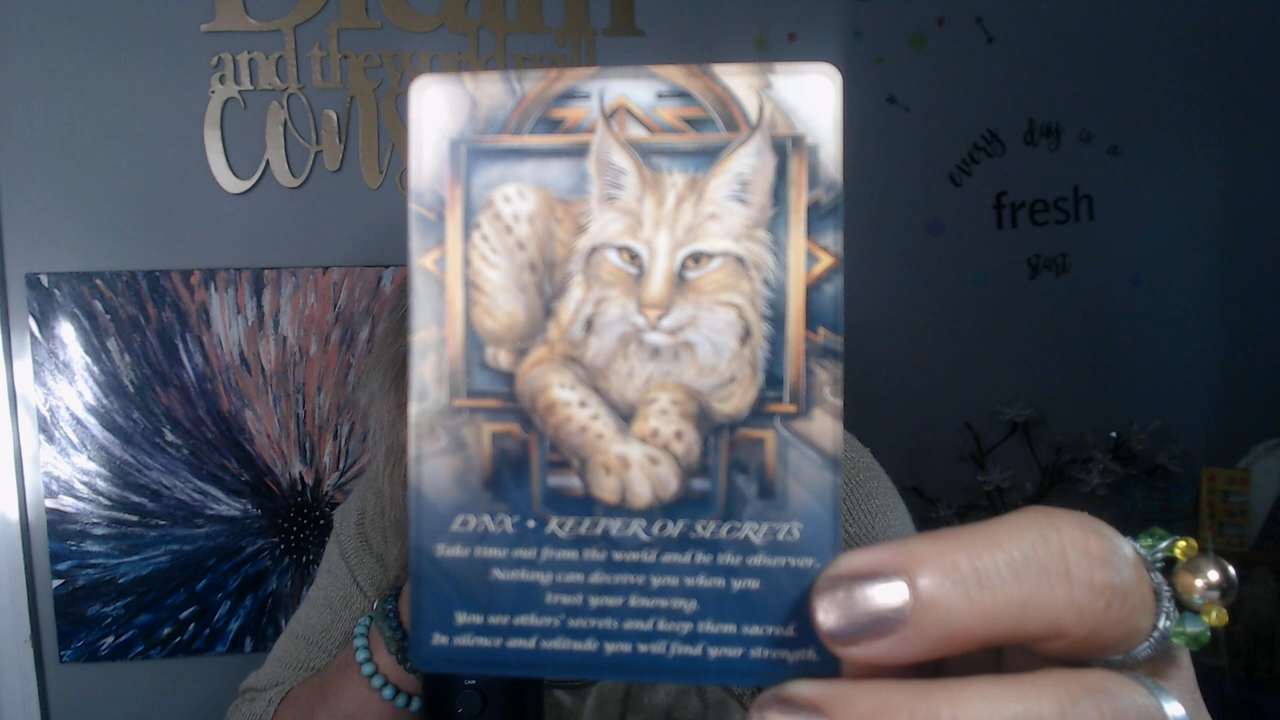 Dream
and they will
every day is a
fresh
start
LYNX • KEEPER OF SECRETS
Take time out from the world and be the observer.
Nothing can deceive you when you
trust your knowing.
You see others' secrets and keep them sacred.
In silence and solitude you will find your strength.